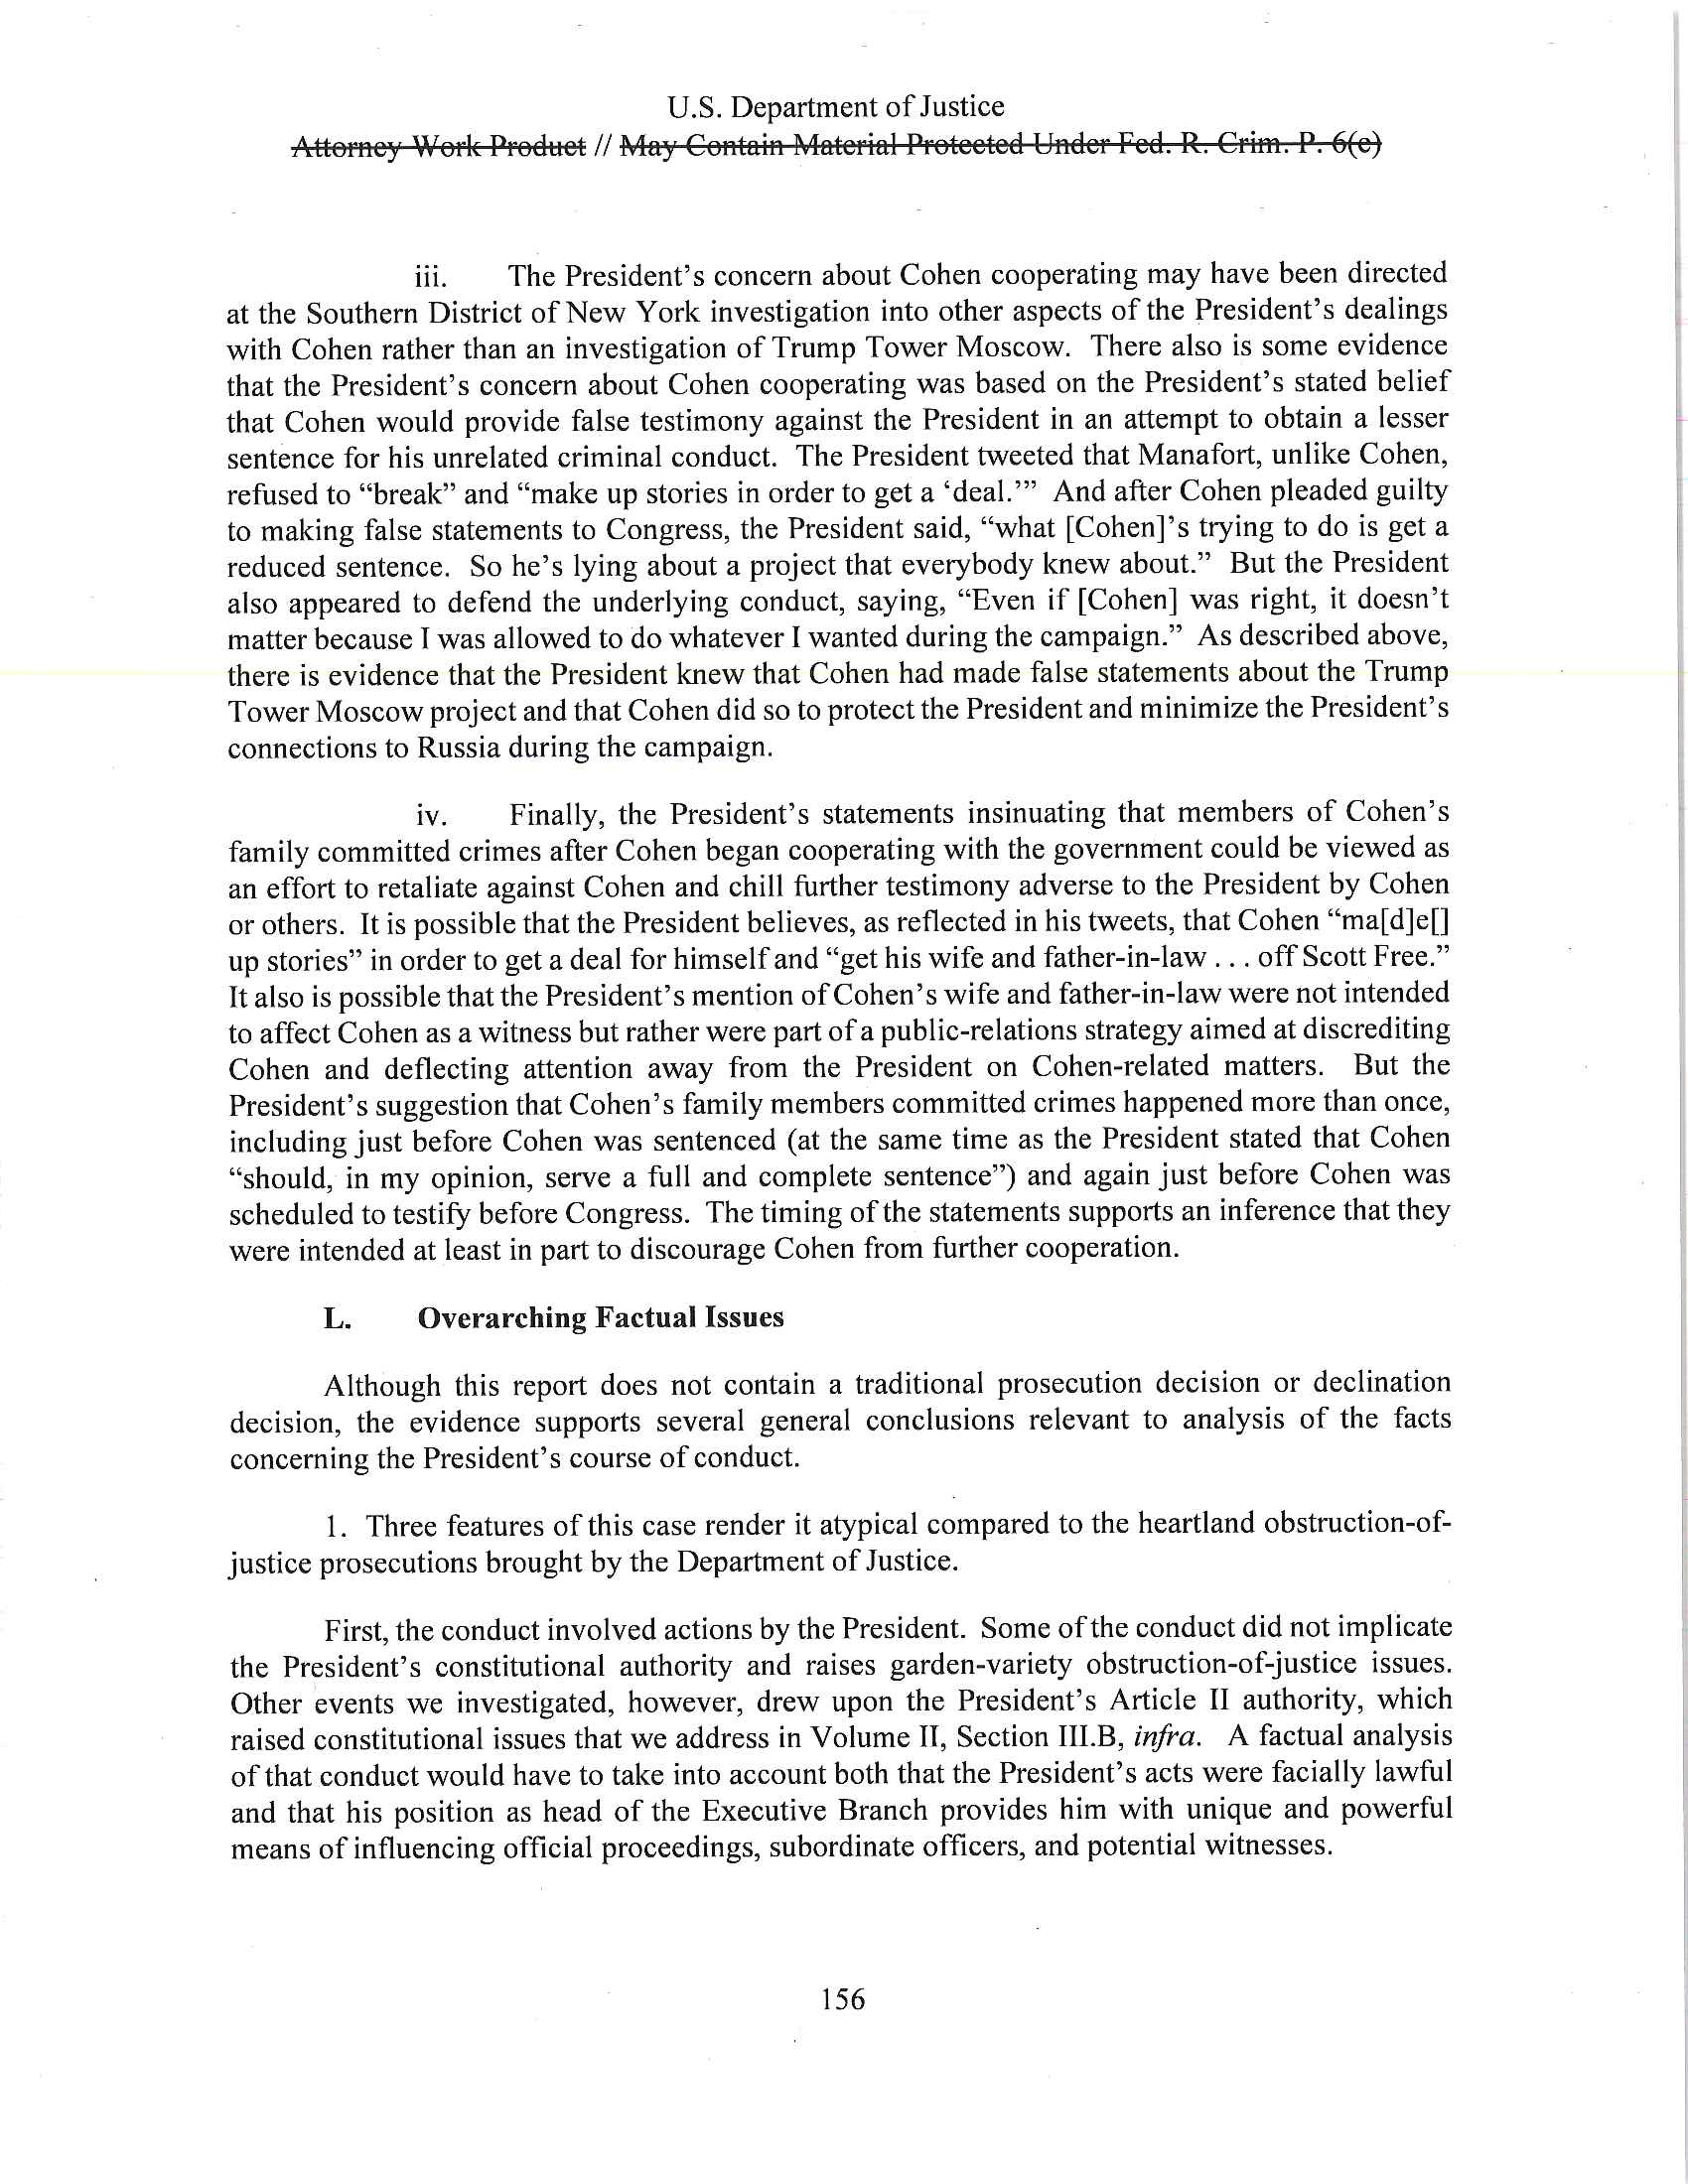 U.S. Department of Justice
Attorney Work Product // May Contain Material Protected Under Fed. R. Crim. P. 6(e)
iii. The President's concern about Cohen cooperating may have been directed
at the Southern District of New York investigation into other aspects of the President's dealings
with Cohen rather than an investigation of Trump Tower Moscow. There also is some evidence
that the President's concern about Cohen cooperating was based on the President's stated belief
that Cohen would provide false testimony against the President in an attempt to obtain a lesser
sentence for his unrelated criminal conduct. The President tweeted that Manafort, unlike Cohen,
refused to “break” and “make up stories in order to get a ‘deal.’” And after Cohen pleaded guilty
to making false statements to Congress, the President said, “what [Cohen]'s trying to do is get a
reduced sentence. So he's lying about a project that everybody knew about.” But the President
also appeared to defend the underlying conduct, saying, “Even if [Cohen] was right, it doesn't
matter because I was allowed to do whatever I wanted during the campaign.” As described above,
there is evidence that the President knew that Cohen had made false statements about the Trump
Tower Moscow project and that Cohen did so to protect the President and minimize the President's
connections to Russia during the campaign.
iv. Finally, the President's statements insinuating that members of Cohen's
family committed crimes after Cohen began cooperating with the government could be viewed as
an effort to retaliate against Cohen and chill further testimony adverse to the President by Cohen
or others. It is possible that the President believes, as reflected in his tweets, that Cohen “ma[d]e[]
up stories” in order to get a deal for himself and “get his wife and father-in-law . . . off Scott Free.”
It also is possible that the President's mention of Cohen's wife and father-in-law were not intended
to affect Cohen as a witness but rather were part of a public-relations strategy aimed at discrediting
Cohen and deflecting attention away from the President on Cohen-related matters. But the
President's suggestion that Cohen's family members committed crimes happened more than once,
including just before Cohen was sentenced (at the same time as the President stated that Cohen
“should, in my opinion, serve a full and complete sentence”) and again just before Cohen was
scheduled to testify before Congress. The timing of the statements supports an inference that they
were intended at least in part to discourage Cohen from further cooperation.
L. Overarching Factual Issues
Although this report does not contain a traditional prosecution decision or declination
decision, the evidence supports several general conclusions relevant to analysis of the facts
concerning the President's course of conduct.
1. Three features of this case render it atypical compared to the heartland obstruction-of-
justice prosecutions brought by the Department of Justice.
First, the conduct involved actions by the President. Some of the conduct did not implicate
the President's constitutional authority and raises garden-variety obstruction-of-justice issues.
Other events we investigated, however, drew upon the President's Article II authority, which
raised constitutional issues that we address in Volume II, Section III.B, infra. A factual analysis
of that conduct would have to take into account both that the President's acts were facially lawful
and that his position as head of the Executive Branch provides him with unique and powerful
means of influencing official proceedings, subordinate officers, and potential witnesses.
156